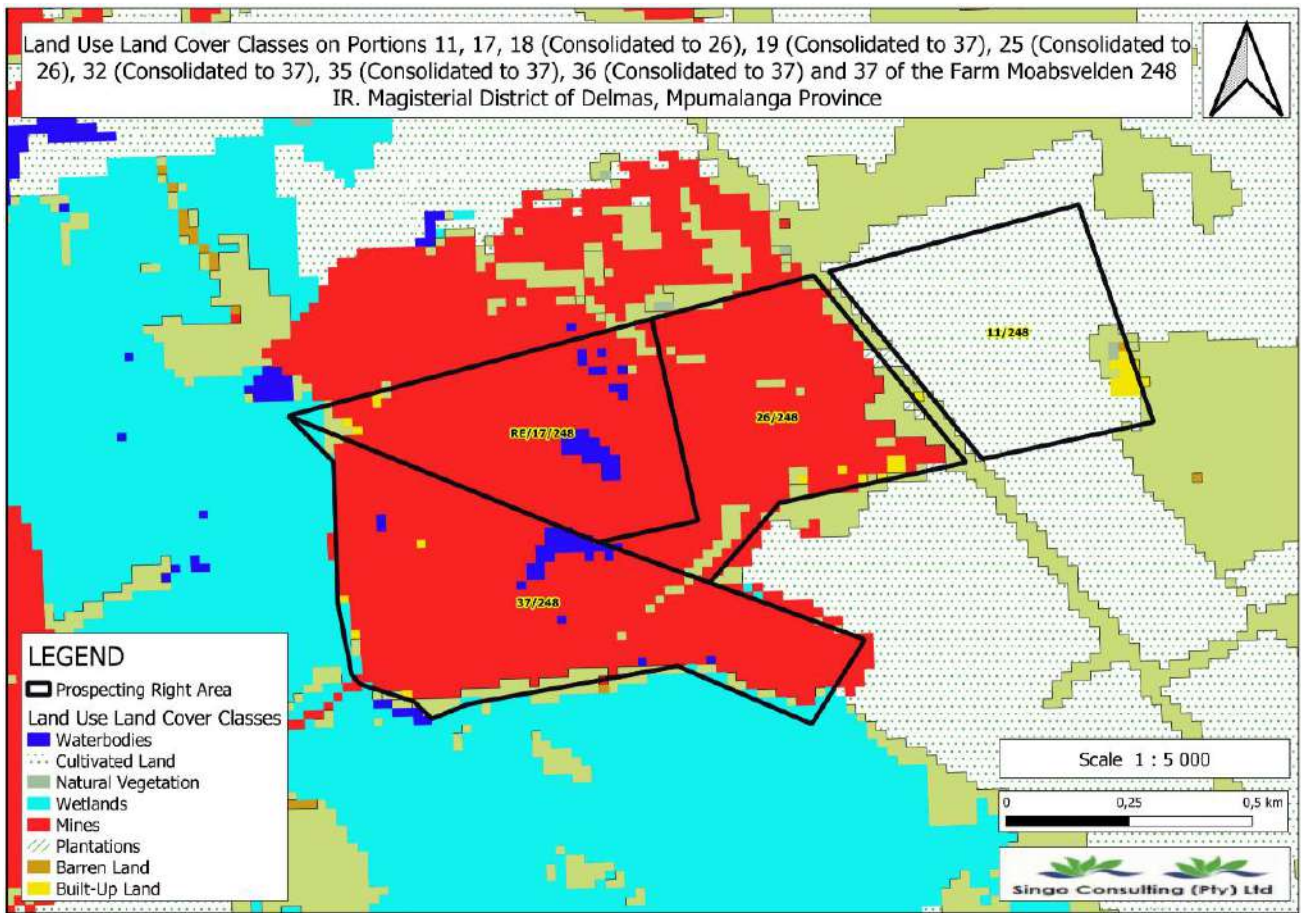 Land Use Land Cover Classes on Portions 11, 17, 18 (Consolidated to 26), 19 (Consolidated to 37), 25 (Consolidated to
26), 32 (Consolidated to 37), 35 (Consolidated to 37), 36 (Consolidated to 37) and 37 of the Farm Moabsvelden 248
IR. Magisterial District of Delmas, Mpumalanga Province
11/248
26/248
RE/17/248
37/248
LEGEND
Prospecting Right Area
Land Use Land Cover Classes
Waterbodies
Cultivated Land
Natural Vegetation
Wetlands
Mines
Plantations
Barren Land
Built-Up Land
Scale 1 : 5 000
0 0,25 0,5 km
Singo Consulting (Pty) Ltd